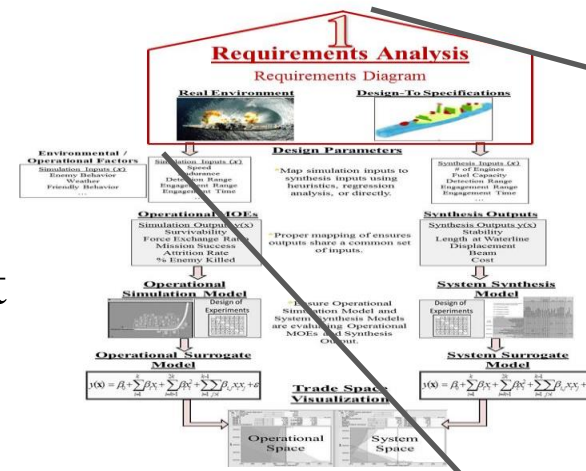 1
Requirements Analysis
Requirements Diagram
Real Environment
Design-To Specifications
Design Parameters
Environmental /
Operational Factors
Simulation Inputs (x)
Enemy Behavior
Weather
Friendly Behavior
...
Simulation Inputs (x)
Speed
Endurance
Detection Range
Engagement Range
Engagement Time
*Map simulation inputs to
synthesis inputs using
heuristics, regression
analysis, or directly.
Synthesis Inputs (x)
# of Engines
Fuel Capacity
Detection Range
Engagement Range
Engagement Time
...
Operational MOEs
Simulation Outputs y(x)
Survivability
Force Exchange Ratio
Mission Success
Attrition Rate
% Enemy Killed
*Proper mapping of ensures
outputs share a common set
of inputs.
Synthesis Outputs
Synthesis Outputs y(x)
Stability
Length at Waterline
Displacement
Beam
Cost
t
Operational
Simulation Model
Design of
Experiments
*Ensure Operational
Simulation Model and
System Synthesis Models
are evaluating Operational
MOEs and Synthesis
Output.
System Synthesis
Model
Design of
Experiments
Operational Surrogate
Model
System Surrogate
Model
Trade Space
Visualization
Operational
Space
System
Space